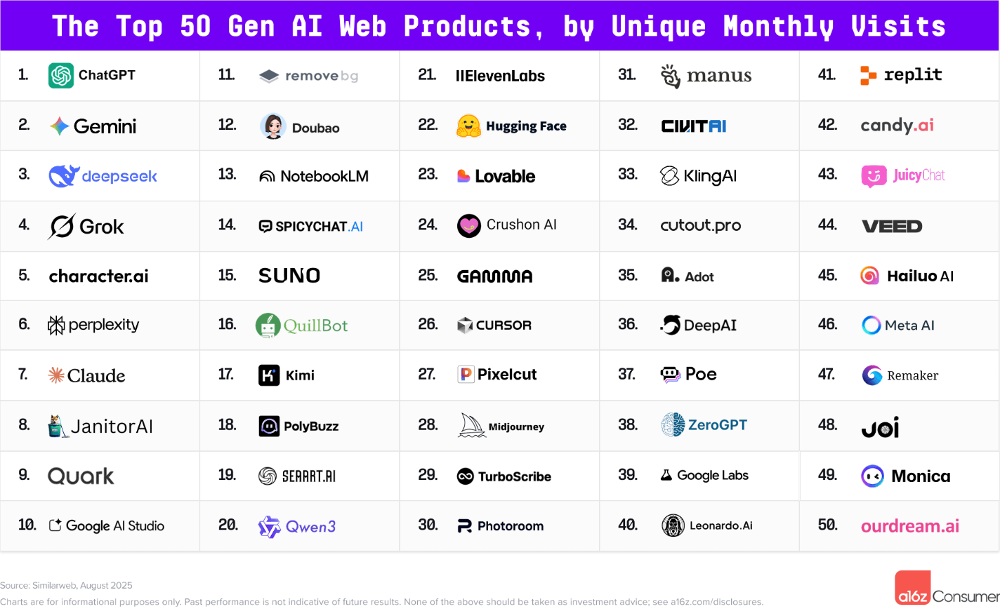 The Top 50 Gen AI Web Products, by Unique Monthly Visits
1. ChatGPT
2. Gemini
3. deepseek
4. Grok
5. character.ai
6. perplexity
7. Claude
8. JanitorAI
9. Quark
10. Google AI Studio
11. removebg
12. Doubao
13. NotebookLM
14. SPICYCHAT.AI
15. SUNO
16. QuillBot
17. Kimi
18. PolyBuzz
19. SEAART.AI
20. Qwen3
21. IIElevenLabs
22. Hugging Face
23. Lovable
24. Crushon AI
25. GAMMA
26. CURSOR
27. Pixelcut
28. Midjourney
29. TurboScribe
30. Photoroom
31. manus
32. CIVITAI
33. KlingAI
34. cutout.pro
35. A. Adot
36. DeepAI
37. Poe
38. ZeroGPT
39. Google Labs
40. Leonardo.Ai
41. replit
42. candy.ai
43. JuicyChat
44. VEED
45. Hailuo AI
46. Meta AI
47. Remaker
48. JOi
49. Monica
50. ourdream.ai
Source: Similarweb, August 2025
Charts are for informational purposes only. Past performance is not indicative of future results. None of the above should be taken as investment advice; see a16z.com/disclosures.
a16z Consumer